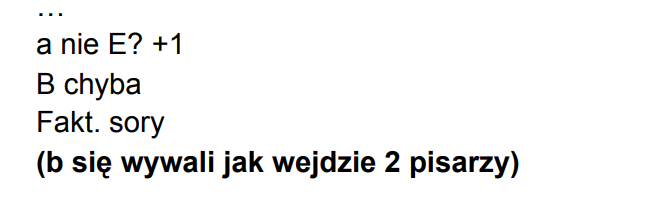 ...
a nie E? +1
B chyba
Fakt. sory
(b się wywali jak wejdzie 2 pisarzy)